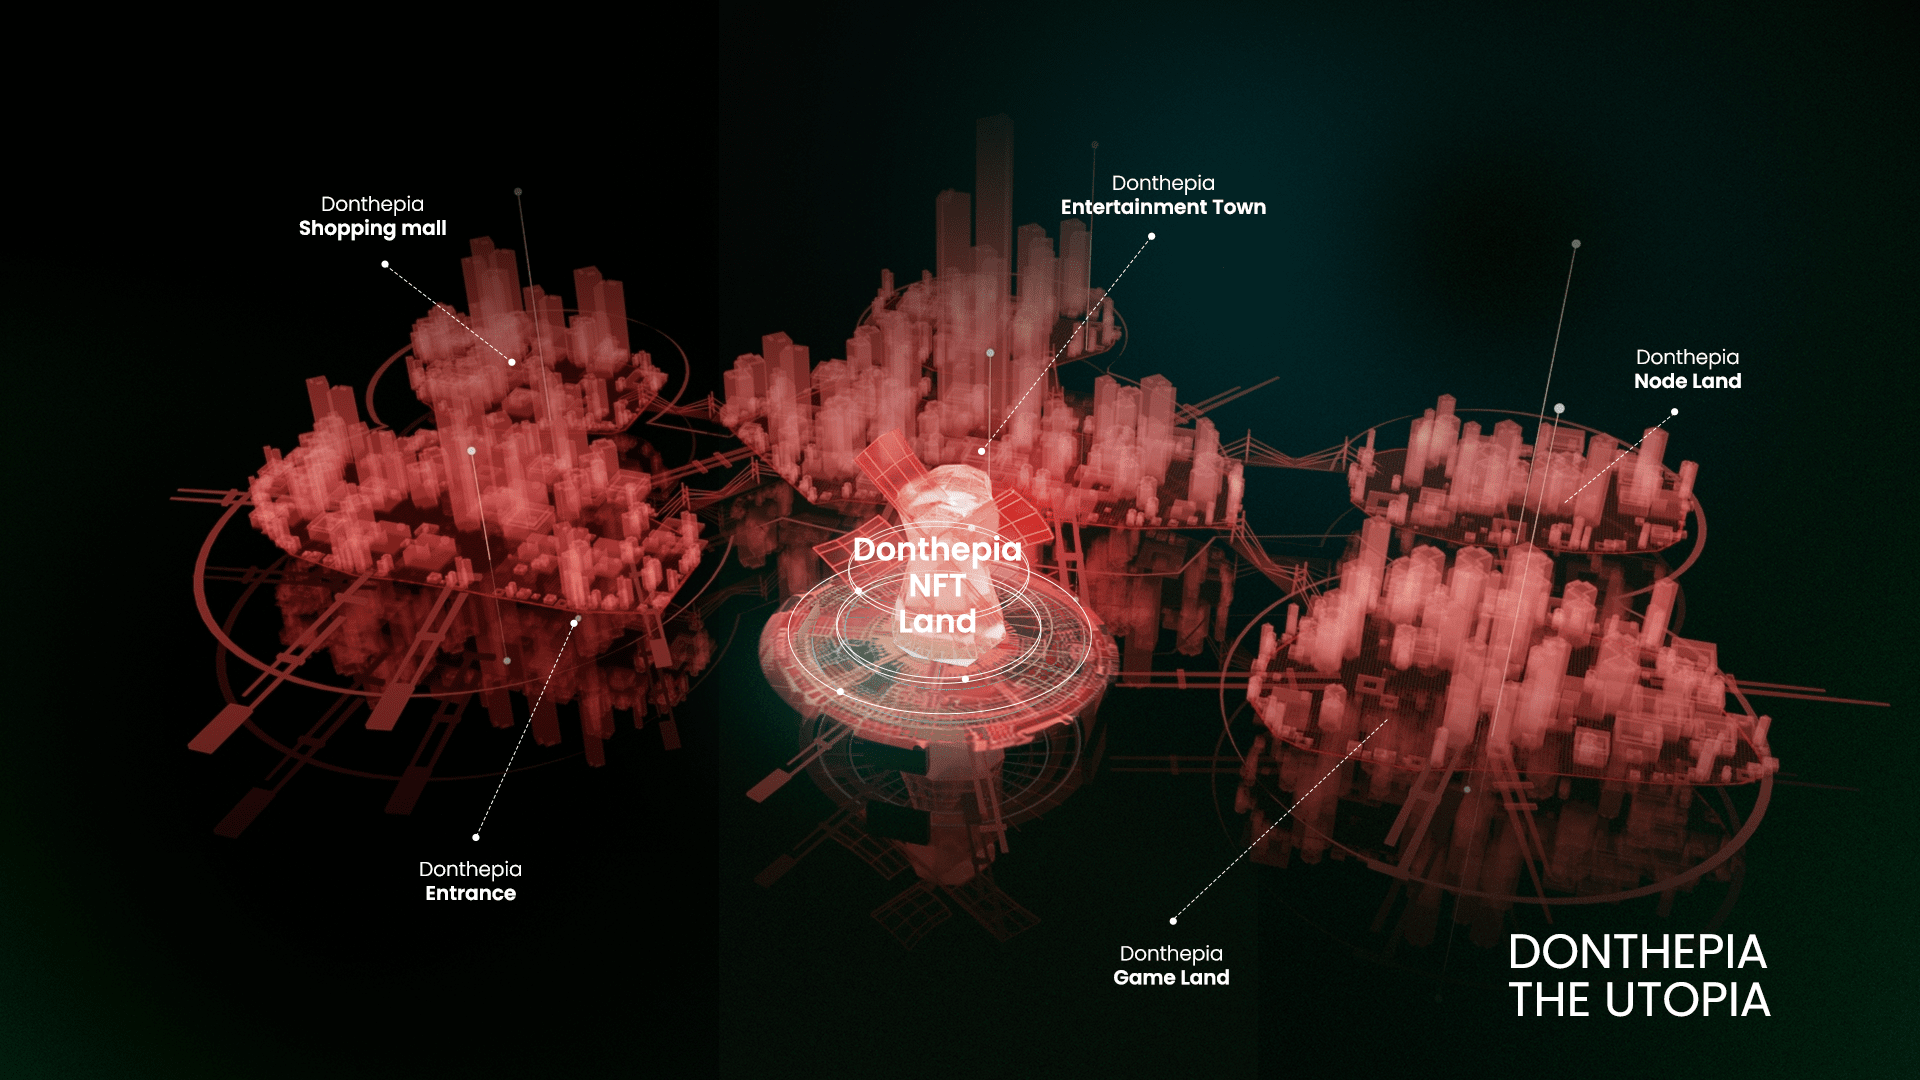 Donthepia
Shopping mall
Donthepia
Entertainment Town
Donthepia
Node Land
Donthepia
NFT
Land
Donthepia
Entrance
Donthepia
Game Land
DONTHEPIA
THE UTOPIA